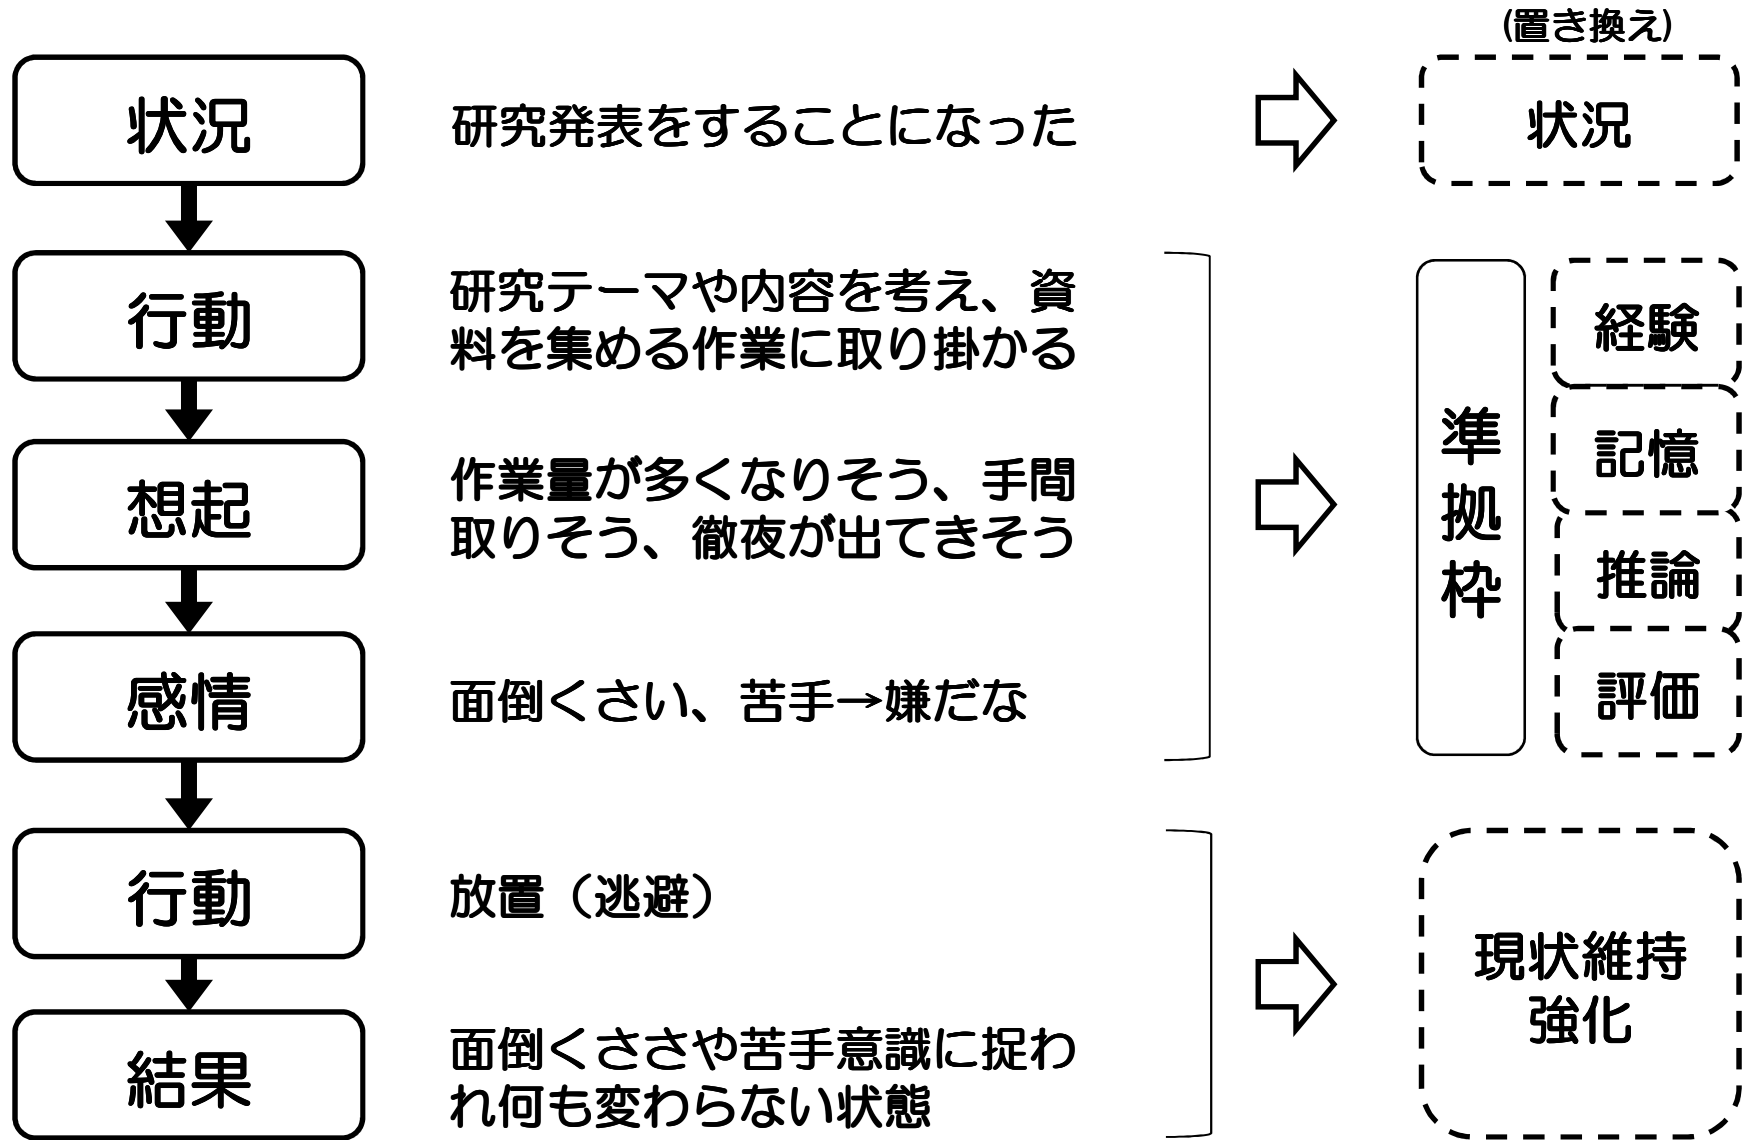 (置き換え)
状況
研究発表をすることになった
状況
行動
研究テーマや内容を考え、資
料を集める作業に取り掛かる
想起
作業量が多くなりそう、手間
取りそう、徹夜が出てきそう
感情
面倒くさい、苦手→嫌だな
準拠枠
経験
記憶
推論
評価
行動
放置（逃避）
結果
面倒くささや苦手意識に捉わ
れ何も変わらない状態
現状維持
強化